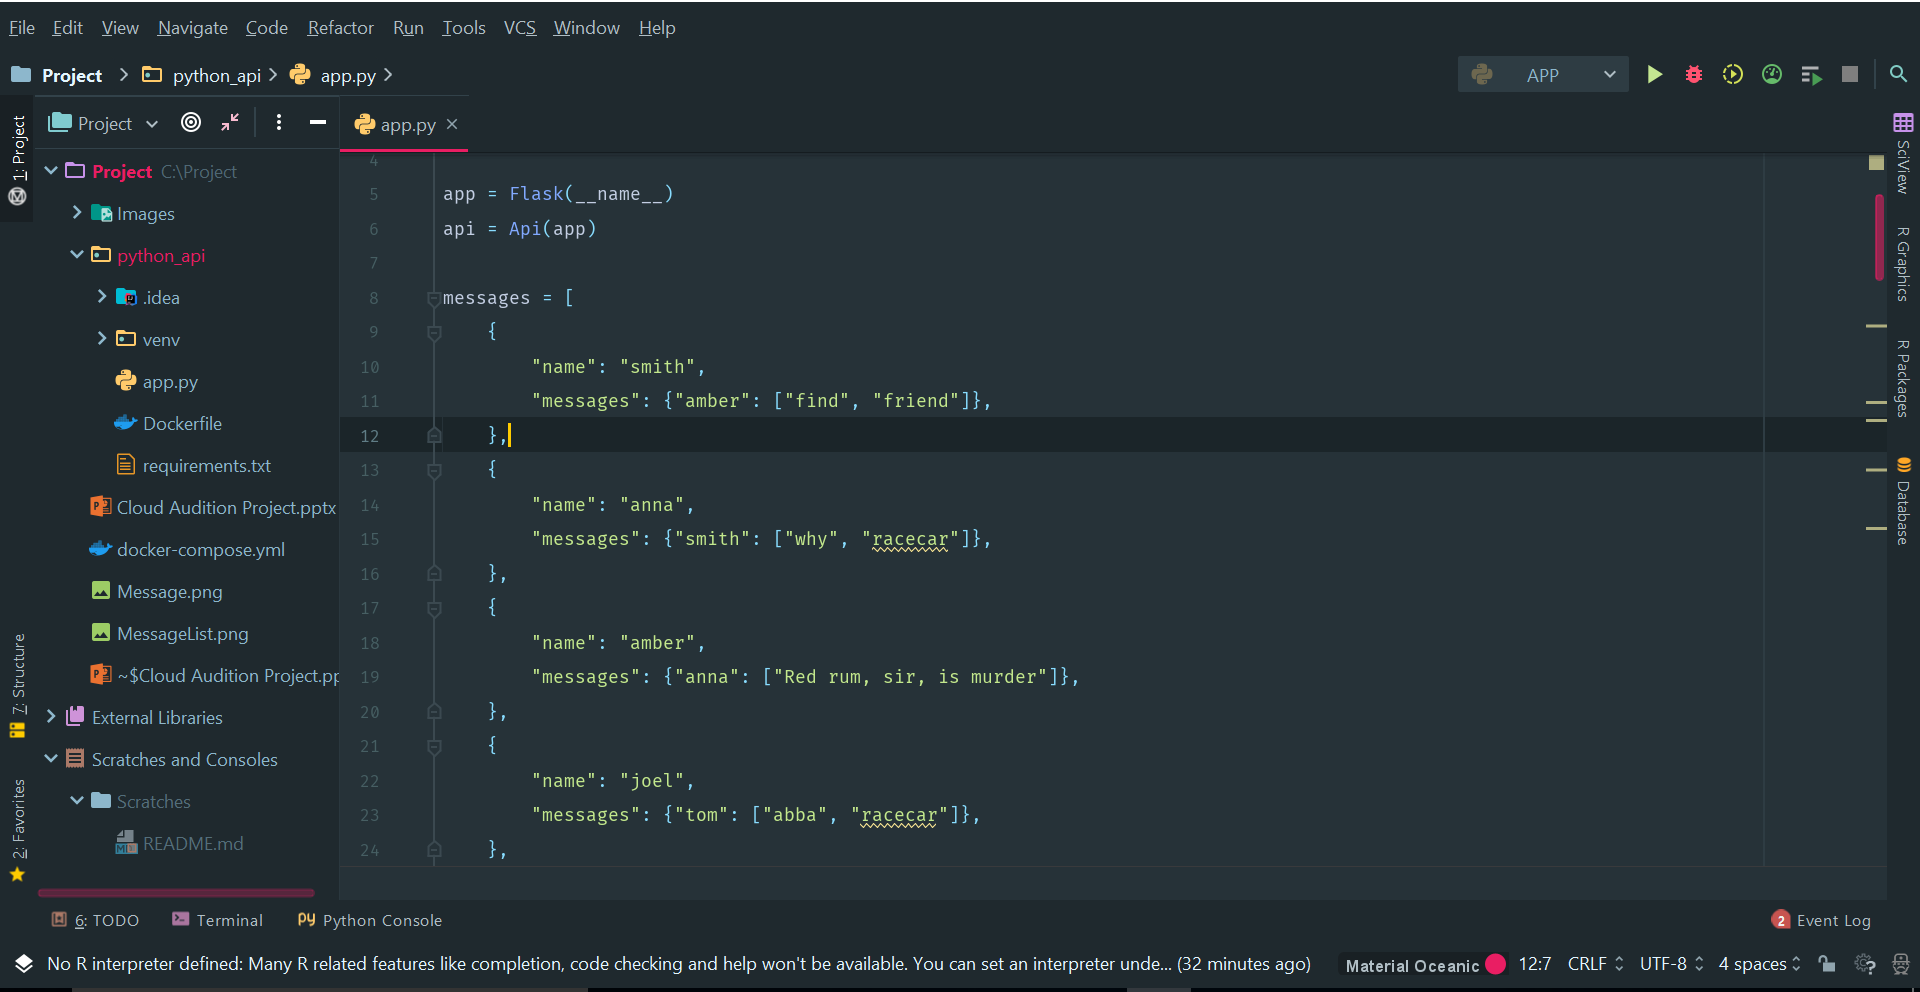 File Edit View Navigate Code Refactor Run Tools VCS Window Help
Project python_api app.py
APP
1: Project
Project
app.py
Project C:\Project
Images
python_api
.idea
venv
app.py
Dockerfile
requirements.txt
Cloud Audition Project.pptx
docker-compose.yml
Message.png
MessageList.png
~$Cloud Audition Project.pp
External Libraries
Scratches and Consoles
Scratches
README.md
7: Structure
2: Favorites
4
5 app = Flask(__name__)
6 api = Api(app)
7
8 messages = [
9 {
10 "name": "smith",
11 "messages": {"amber": ["find", "friend"]},
12 },
13 {
14 "name": "anna",
15 "messages": {"smith": ["why", "racecar"]},
16 },
17 {
18 "name": "amber",
19 "messages": {"anna": ["Red rum, sir, is murder"]},
20 },
21 {
22 "name": "joel",
23 "messages": {"tom": ["abba", "racecar"]},
24 },
SciView
R Graphics
R Packages
Database
6: TODO Terminal Python Console
2 Event Log
No R interpreter defined: Many R related features like completion, code checking and help won't be available. You can set an interpreter unde... (32 minutes ago)
Material Oceanic 12:7 CRLF UTF-8 4 spaces